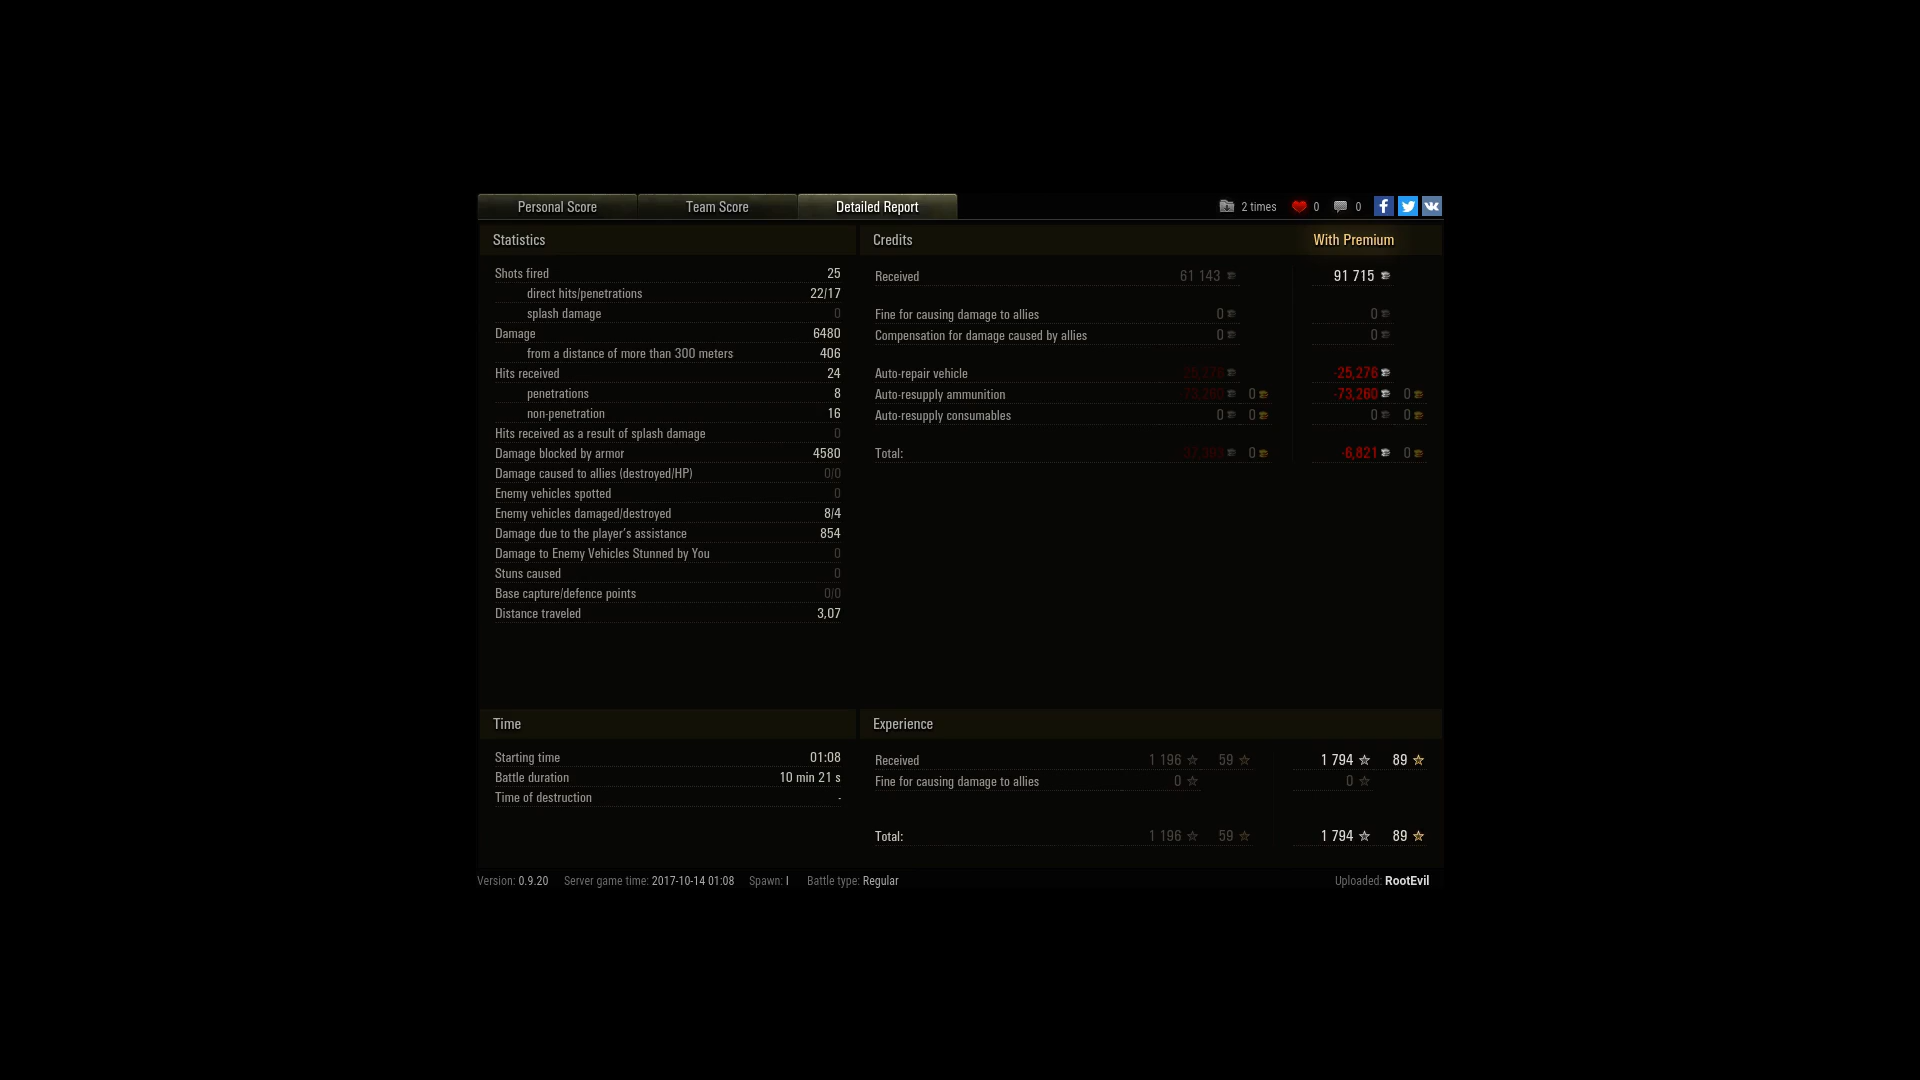 Personal Score Team Score Detailed Report 2 times 0 0
Statistics
Shots fired 25
direct hits/penetrations 22/17
splash damage 0
Damage 6480
from a distance of more than 300 meters 406
Hits received 24
penetrations 8
non-penetration 16
Hits received as a result of splash damage 0
Damage blocked by armor 4580
Damage caused to allies (destroyed/HP) 0/0
Enemy vehicles spotted 0
Enemy vehicles damaged/destroyed 8/4
Damage due to the player's assistance 854
Damage to Enemy Vehicles Stunned by You 0
Stuns caused 0
Base capture/defence points 0/0
Distance traveled 3,07
Credits With Premium
Received 61 143 91 715
Fine for causing damage to allies 0 0
Compensation for damage caused by allies 0 0
Auto-repair vehicle -25,276
Auto-resupply ammunition 73,260 0 -73,260 0
Auto-resupply consumables 0 0 0 0
Total: 0 -6,821 0
Time
Starting time 01:08
Battle duration 10 min 21 s
Time of destruction -
Experience
Received 1 196 59 1 794 89
Fine for causing damage to allies 0 0
Total: 1 196 59 1 794 89
Version: 0.9.20 Server game time: 2017-10-14 01:08 Spawn: I Battle type: Regular Uploaded: RootEvil